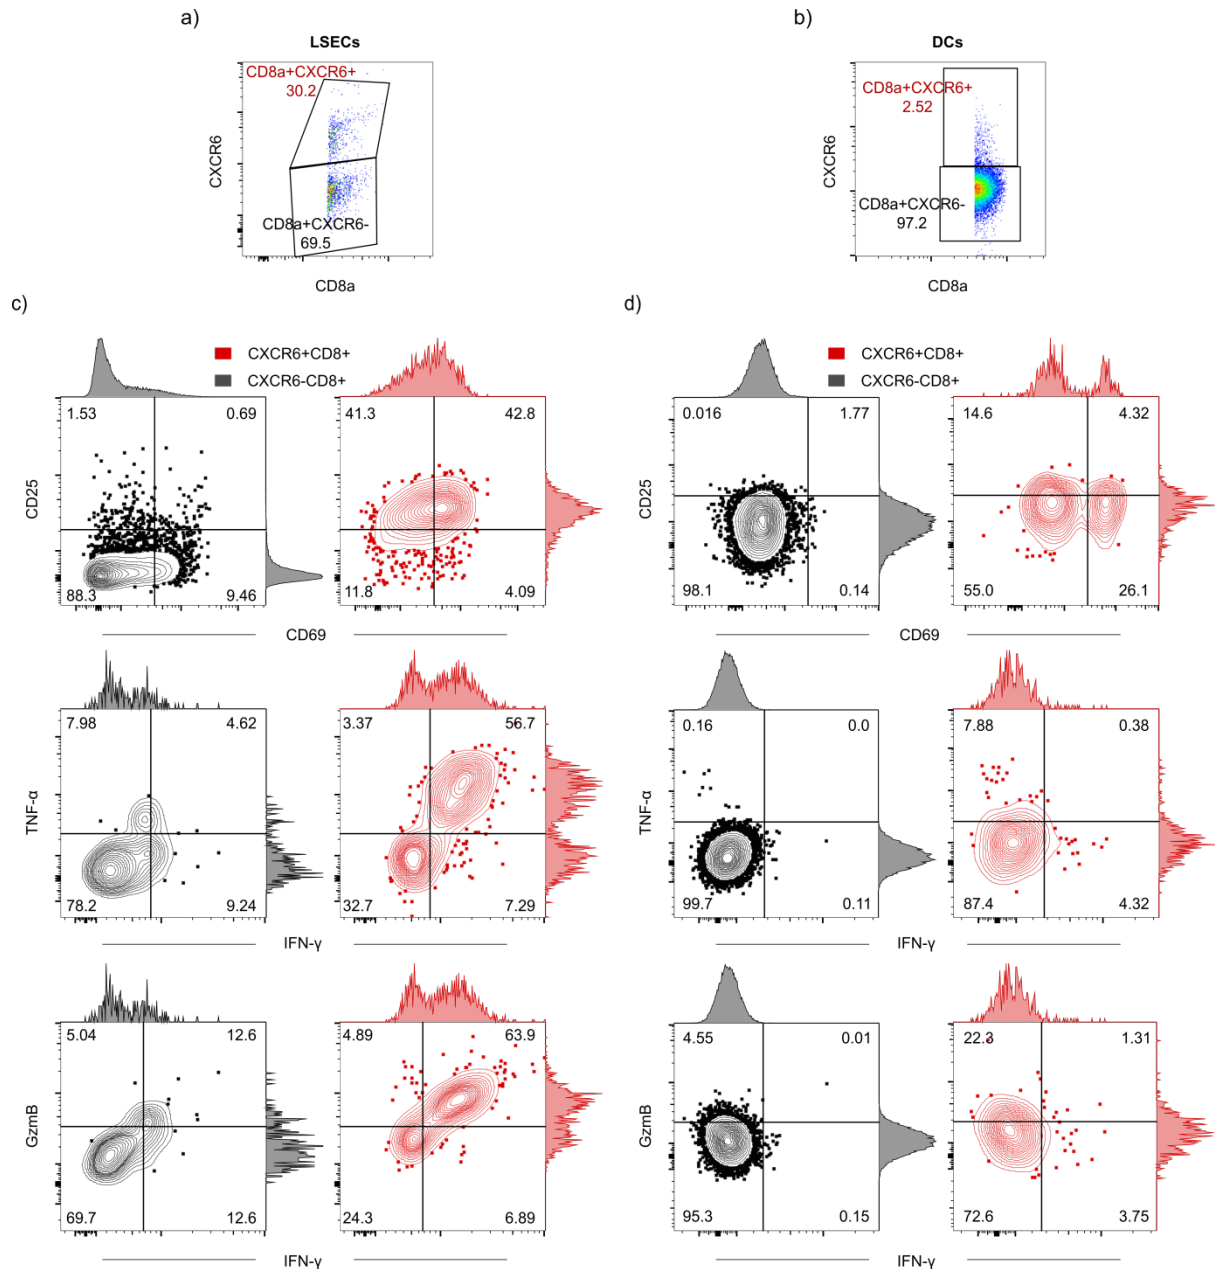 a)
b)
LSECs
DCs
CD8a+CXCR6+
30.2
CXCR6
CD8a+CXCR6-
69.5
CD8a
CD8a+CXCR6+
2.52
CXCR6
CD8a+CXCR6-
97.2
CD8a
c)
CXCR6+CD8+
CXCR6-CD8+
1.53
0.69
41.3
42.8
CD25
88.3
9.46
11.8
4.09
CD69
7.98
4.62
3.37
56.7
TNF-α
78.2
9.24
32.7
7.29
IFN-γ
5.04
12.6
4.89
63.9
GzmB
69.7
12.6
24.3
6.89
IFN-γ
d)
CXCR6+CD8+
CXCR6-CD8+
0.016
1.77
14.6
4.32
CD25
98.1
0.14
55.0
26.1
CD69
0.16
0.0
7.88
0.38
TNF-α
99.7
0.11
87.4
4.32
IFN-γ
4.55
0.01
22.3
1.31
GzmB
95.3
0.15
72.6
3.75
IFN-γ